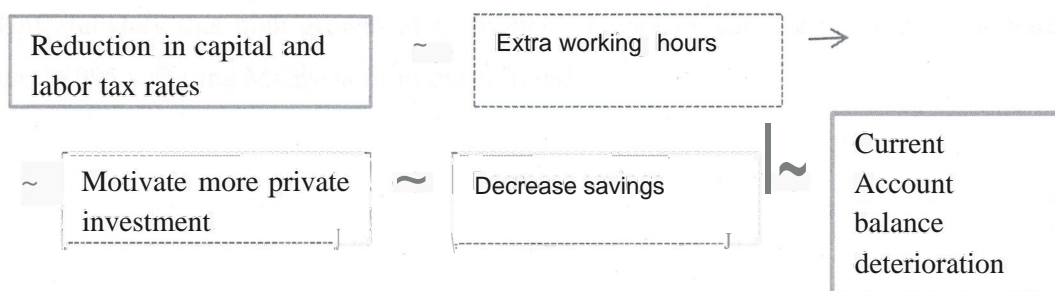 Reduction in capital and
labor tax rates
~
Extra working hours
→
~
Motivate more private
investment
~
Decrease savings
~
Current
Account
balance
deterioration